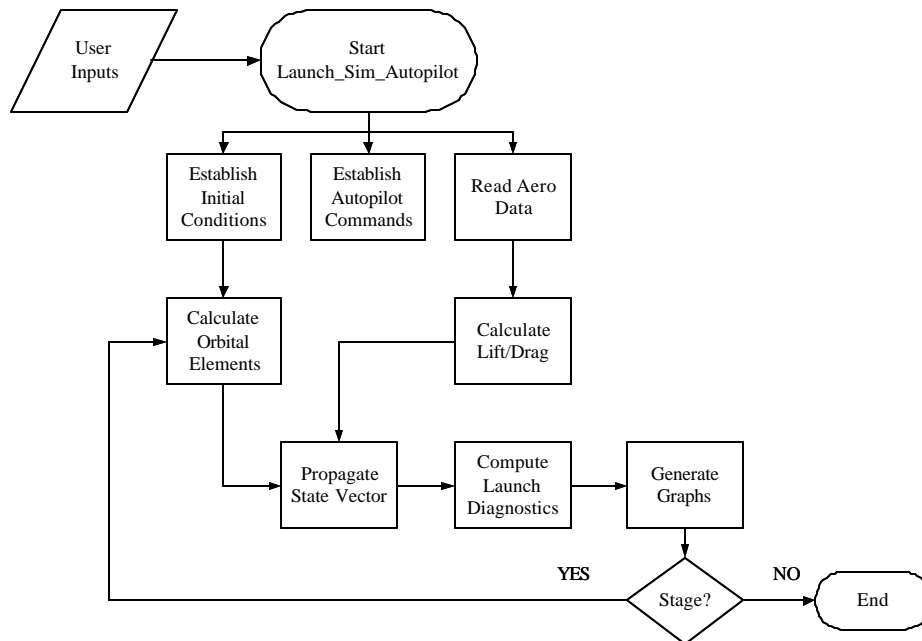 User
Inputs
Start
Launch_Sim_Autopilot
Establish
Initial
Conditions
Establish
Autopilot
Commands
Read Aero
Data
Calculate
Orbital
Elements
Calculate
Lift/Drag
Propagate
State Vector
Compute
Launch
Diagnostics
Generate
Graphs
YES
Stage?
NO
End